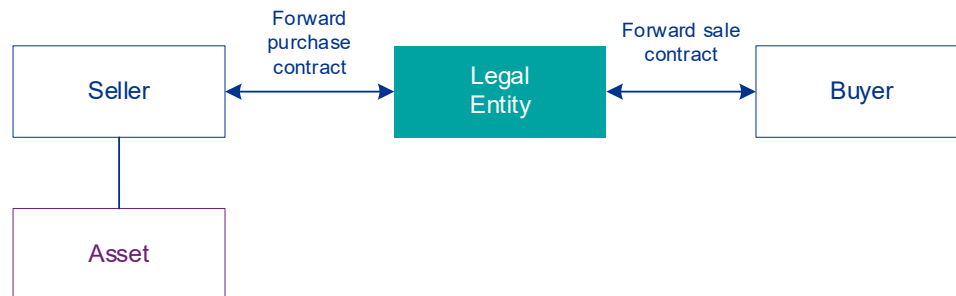 Forward
purchase
contract
Forward sale
contract
Seller
Legal
Entity
Buyer
Asset